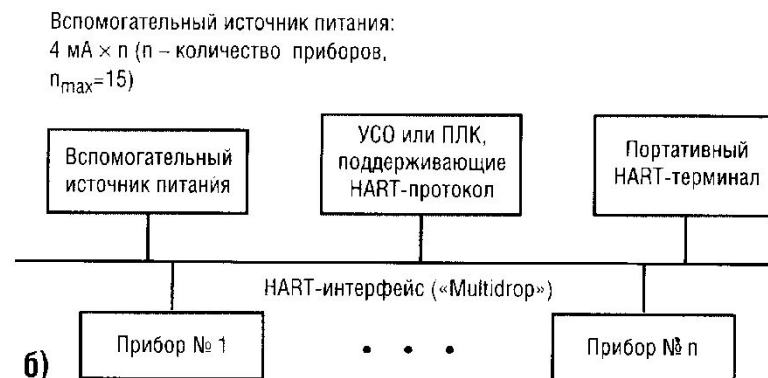 Вспомогательный источник питания:
4 мА × n (n – количество приборов,
nmax=15)
Вспомогательный
источник питания
УСО или ПЛК,
поддерживающие
HART-протокол
Портативный
HART-терминал
HART-интерфейс («Multidrop»)
Прибор № 1
• • •
Прибор № n
б)